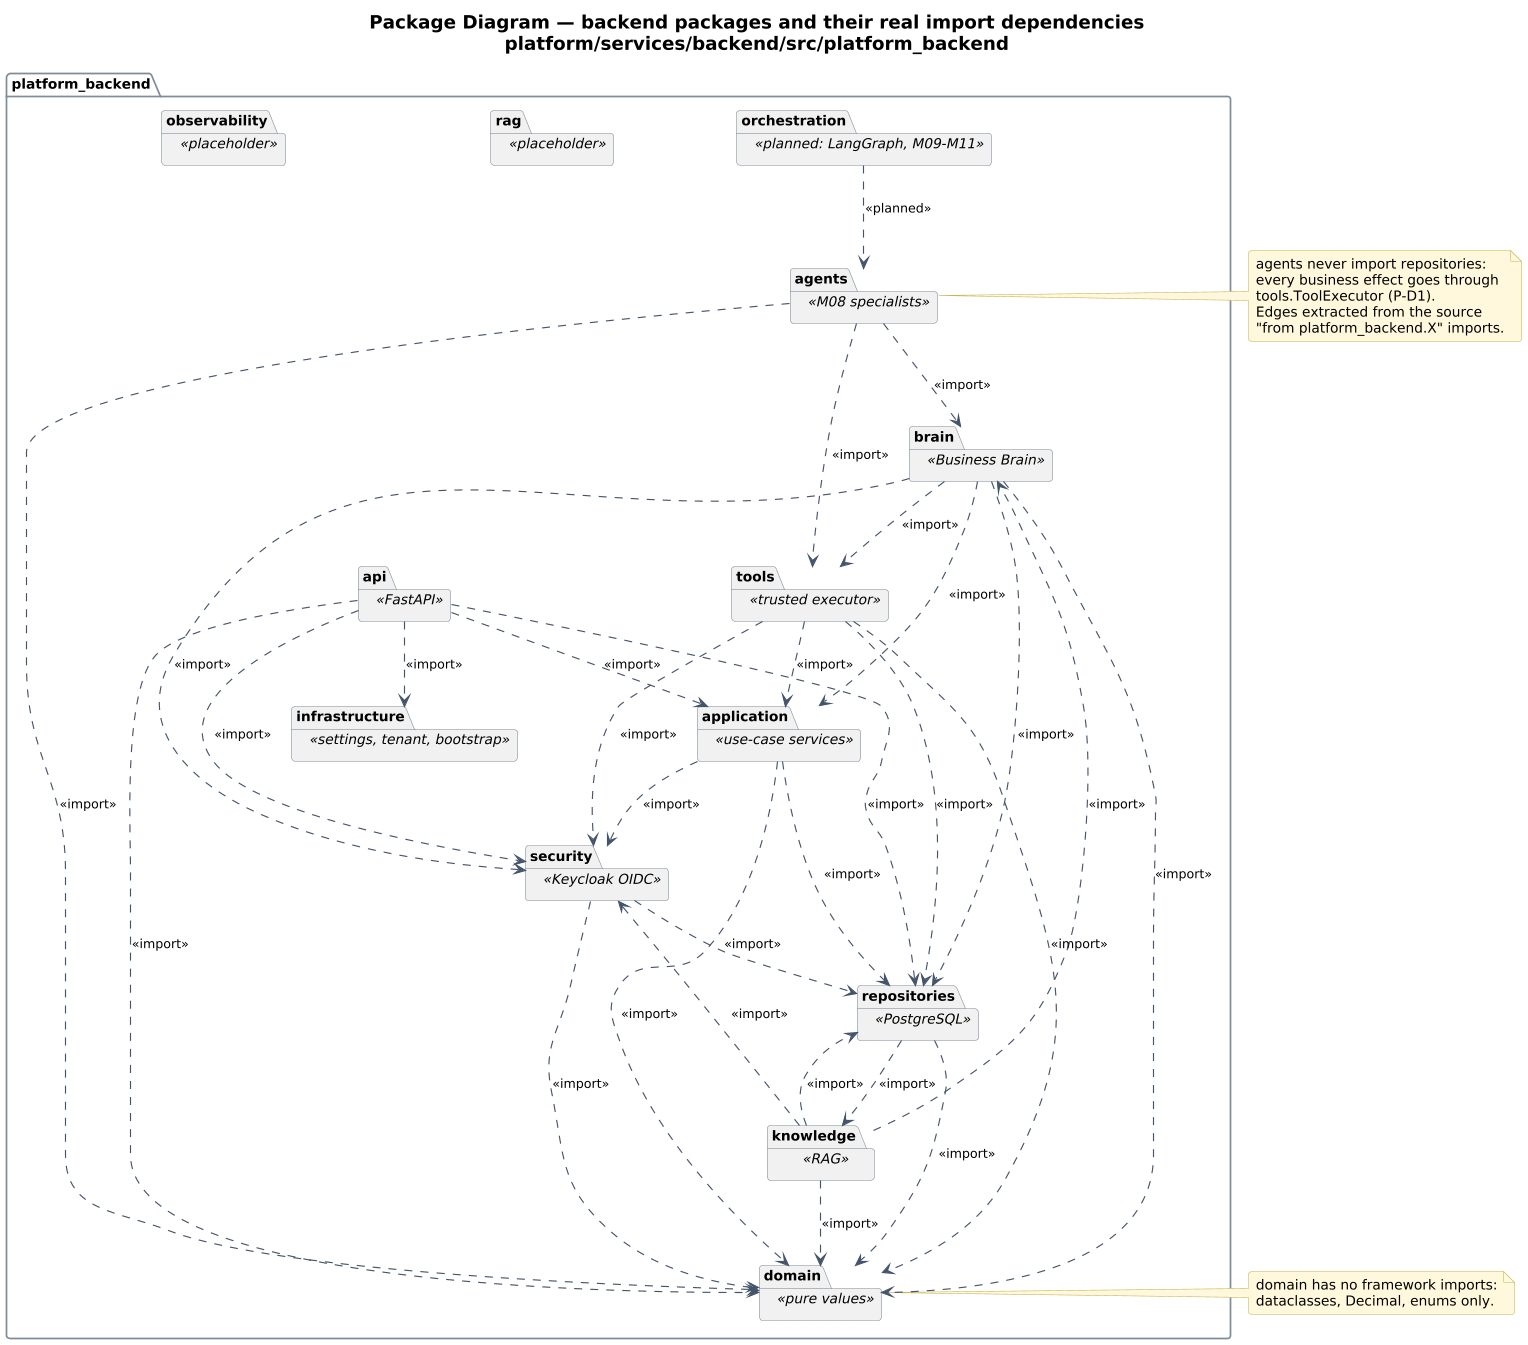 Package Diagram — backend packages and their real import dependencies
platform/services/backend/src/platform_backend
platform_backend
observability
«placeholder»
rag
«placeholder»
orchestration
«planned: LangGraph, M09-M11»
«planned»
agents
«M08 specialists»
agents never import repositories:
every business effect goes through
tools.ToolExecutor (P-D1).
Edges extracted from the source
"from platform_backend.X" imports.
«import»
brain
«Business Brain»
«import»
«import»
api
«FastAPI»
tools
«trusted executor»
«import»
«import»
«import»
«import»
«import»
infrastructure
«settings, tenant, bootstrap»
application
«use-case services»
«import»
«import»
«import»
«import»
«import»
«import»
«import»
«import»
security
«Keycloak OIDC»
«import»
«import»
«import»
«import»
«import»
repositories
«PostgreSQL»
«import»
«import»
«import»
«import»
«import»
knowledge
«RAG»
«import»
«import»
domain
«pure values»
domain has no framework imports:
dataclasses, Decimal, enums only.